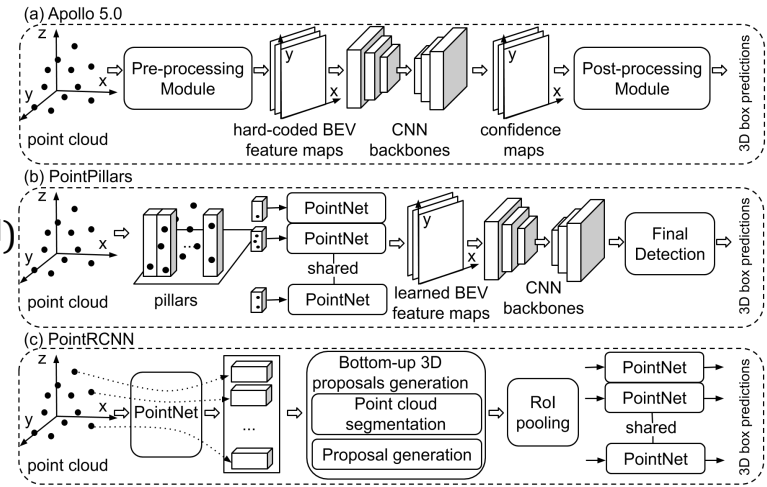 (a) Apollo 5.0
z
y
x
point cloud
Pre-processing
Module
y
x
hard-coded BEV
feature maps
CNN
backbones
y
x
confidence
maps
Post-processing
Module
3D box predictions
(b) PointPillars
)
z
y
x
point cloud
...
pillars
PointNet
PointNet
shared
PointNet
y
x
learned BEV
feature maps
CNN
backbones
Final
Detection
3D box predictions
(c) PointRCNN
z
y
x
point cloud
PointNet
...
Bottom-up 3D
proposals generation
Point cloud
segmentation
Proposal generation
RoI
pooling
PointNet
PointNet
shared
PointNet
3D box predictions